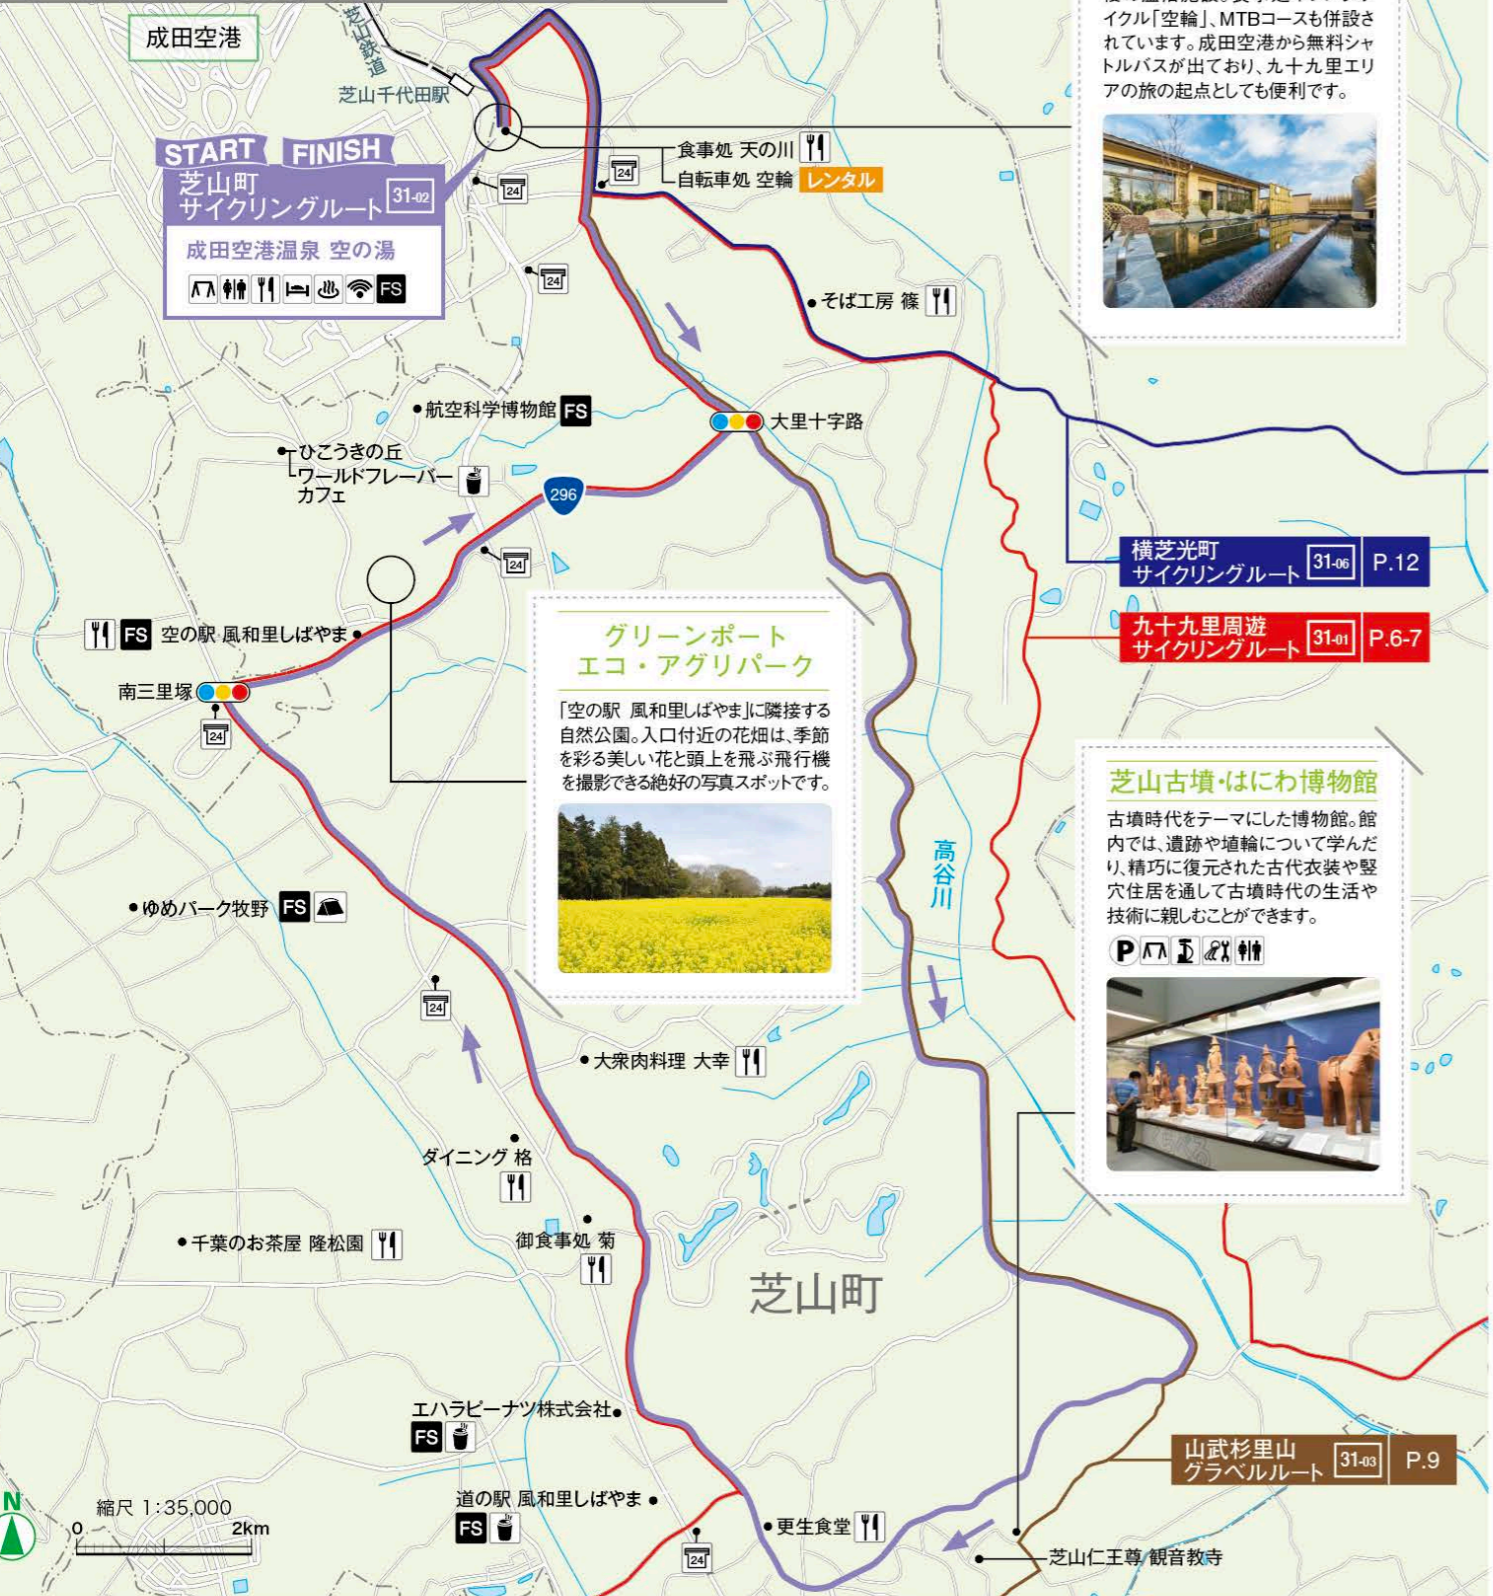 成田空港
芝山鉄道
芝山千代田駅
START FINISH
芝山町
サイクリングルート 31-02
成田空港温泉 空の湯
FS
イクル「空輪」、MTBコースも併設さ
れています。成田空港から無料シャ
トルバスが出ており、九十九里エリ
アの旅の起点としても便利です。
食事処 天の川
自転車処 空輪 レンタル
24
24
24
そば工房 篠
航空科学博物館 FS
大里十字路
ひこうきの丘
ワールドフレーバー
カフェ
296
24
横芝光町
サイクリングルート 31-06 P.12
九十九里周遊
サイクリングルート 31-01 P.6-7
FS 空の駅 風和里しばやま
南三里塚
24
グリーンポート
エコ・アグリパーク
「空の駅 風和里しばやま」に隣接する
自然公園。入口付近の花畑は、季節
を彩る美しい花と頭上を飛ぶ飛行機
を撮影できる絶好の写真スポットです。
芝山古墳・はにわ博物館
古墳時代をテーマにした博物館。館
内では、遺跡や埴輪について学んだ
り、精巧に復元された古代衣装や竪
穴住居を通して古墳時代の生活や
技術に親しむことができます。
P
高谷川
ゆめパーク牧野 FS
24
大衆肉料理 大幸
ダイニング 格
御食事処 菊
千葉のお茶屋 隆松園
芝山町
エハラピーナツ株式会社
FS
山武杉里山
グラベルルート 31-03 P.9
道の駅 風和里しばやま
FS
24
更生食堂
芝山仁王尊 観音教寺
N
縮尺 1:35,000
0 2km